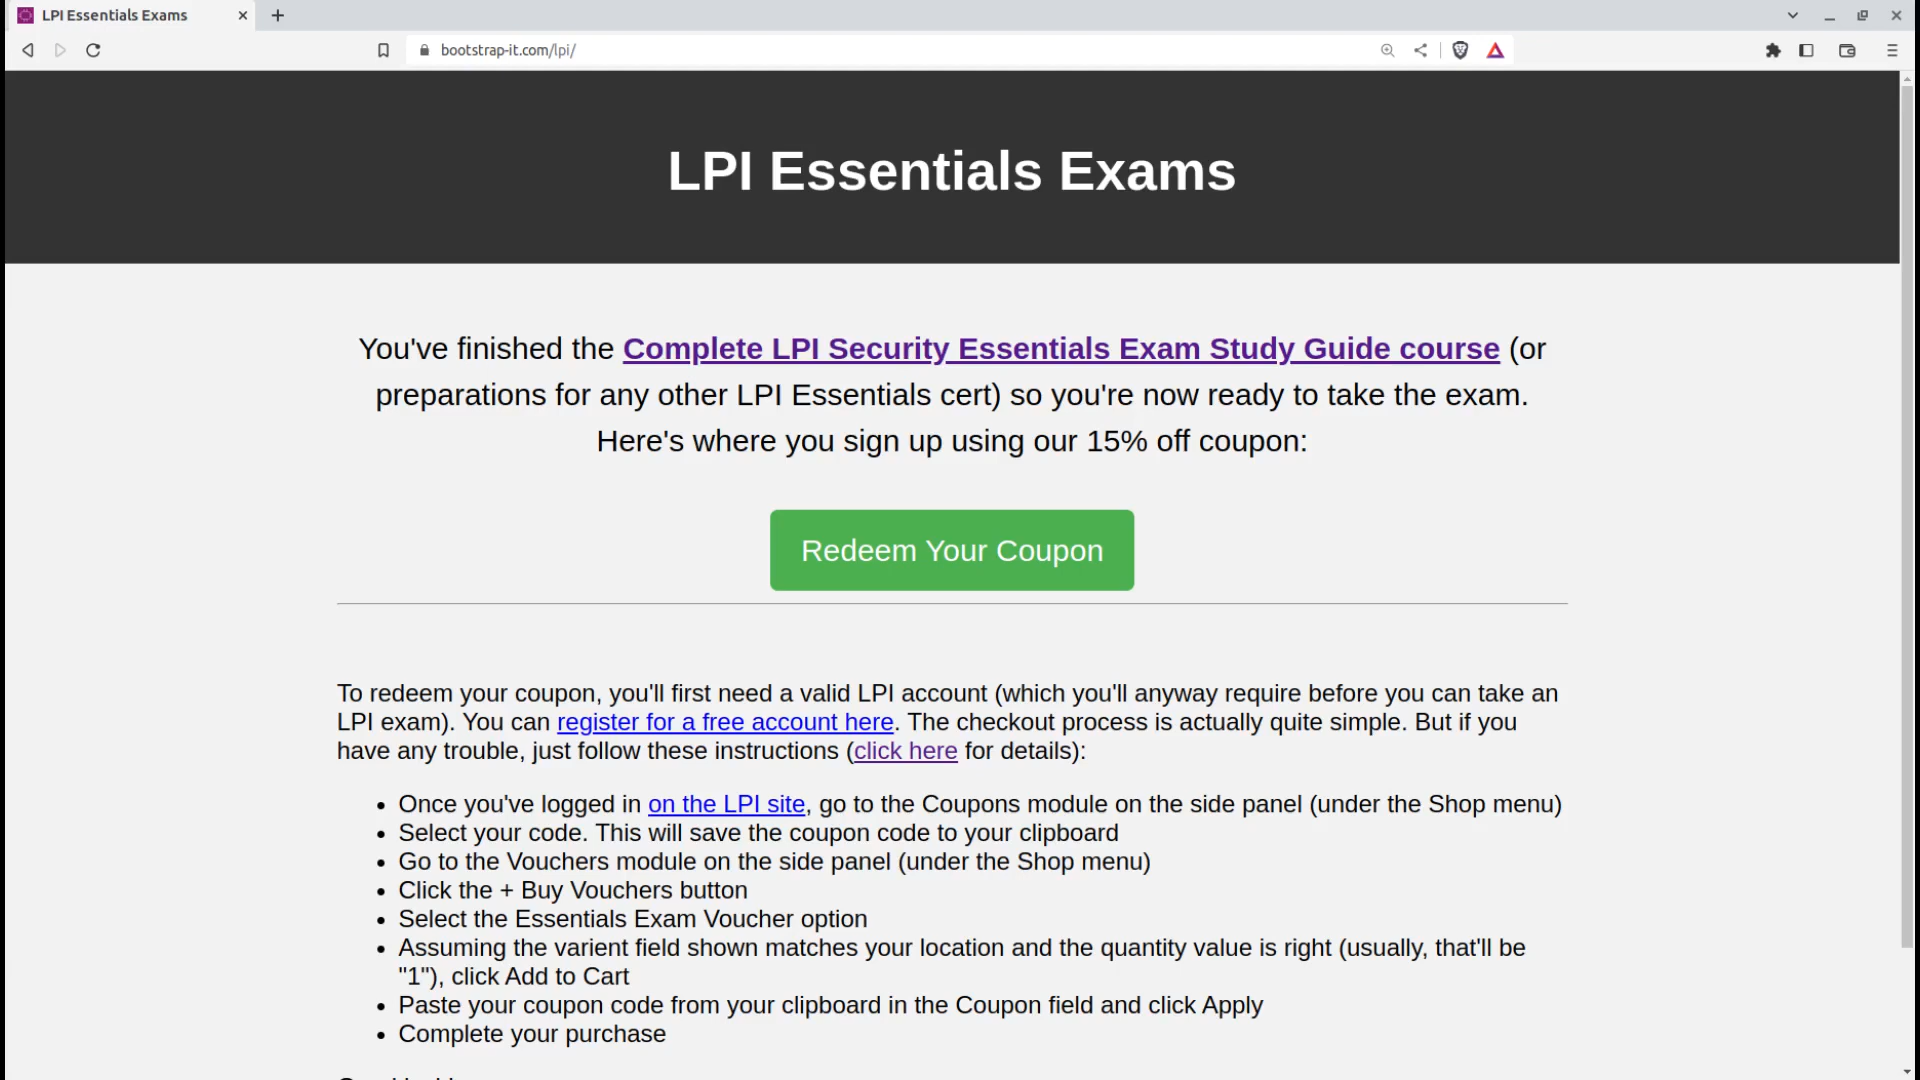 LPI Essentials Exams
bootstrap-it.com/lpi/
LPI Essentials Exams
You've finished the Complete LPI Security Essentials Exam Study Guide course (or
preparations for any other LPI Essentials cert) so you're now ready to take the exam.
Here's where you sign up using our 15% off coupon:
Redeem Your Coupon
To redeem your coupon, you'll first need a valid LPI account (which you'll anyway require before you can take an
LPI exam). You can register for a free account here. The checkout process is actually quite simple. But if you
have any trouble, just follow these instructions (click here for details):
• Once you've logged in on the LPI site, go to the Coupons module on the side panel (under the Shop menu)
• Select your code. This will save the coupon code to your clipboard
• Go to the Vouchers module on the side panel (under the Shop menu)
• Click the + Buy Vouchers button
• Select the Essentials Exam Voucher option
• Assuming the varient field shown matches your location and the quantity value is right (usually, that'll be
"1"), click Add to Cart
• Paste your coupon code from your clipboard in the Coupon field and click Apply
• Complete your purchase